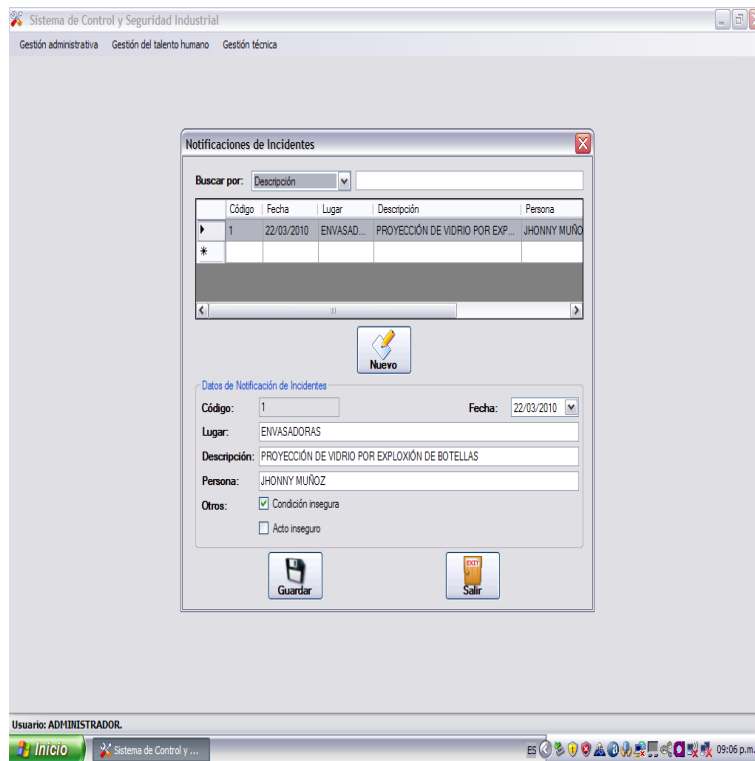 Sistema de Control y Seguridad Industrial
Gestión administrativa Gestión del talento humano Gestión técnica
Notificaciones de Incidentes
Buscar por: Descripción
Código Fecha Lugar Descripción Persona
1 22/03/2010 ENVASAD... PROYECCIÓN DE VIDRIO POR EXP... JHONNY MUÑO
Nuevo
Datos de Notificación de Incidentes
Código: 1 Fecha: 22/03/2010
Lugar: ENVASADORAS
Descripción: PROYECCIÓN DE VIDRIO POR EXPLOXIÓN DE BOTELLAS
Persona: JHONNY MUÑOZ
Otros: Condición insegura
Acto inseguro
EXIT
Guardar Salir
Usuario: ADMINISTRADOR.
Inicio Sistema de Control y ... ES 09:06 p.m.